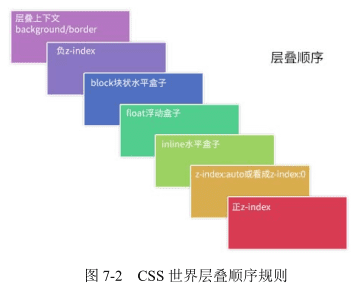 层叠上下文
background/border
负z-index
层叠顺序
block块状水平盒子
float浮动盒子
inline水平盒子
z-index:auto或看成z-index:0
正z-index
图 7-2 CSS 世界层叠顺序规则